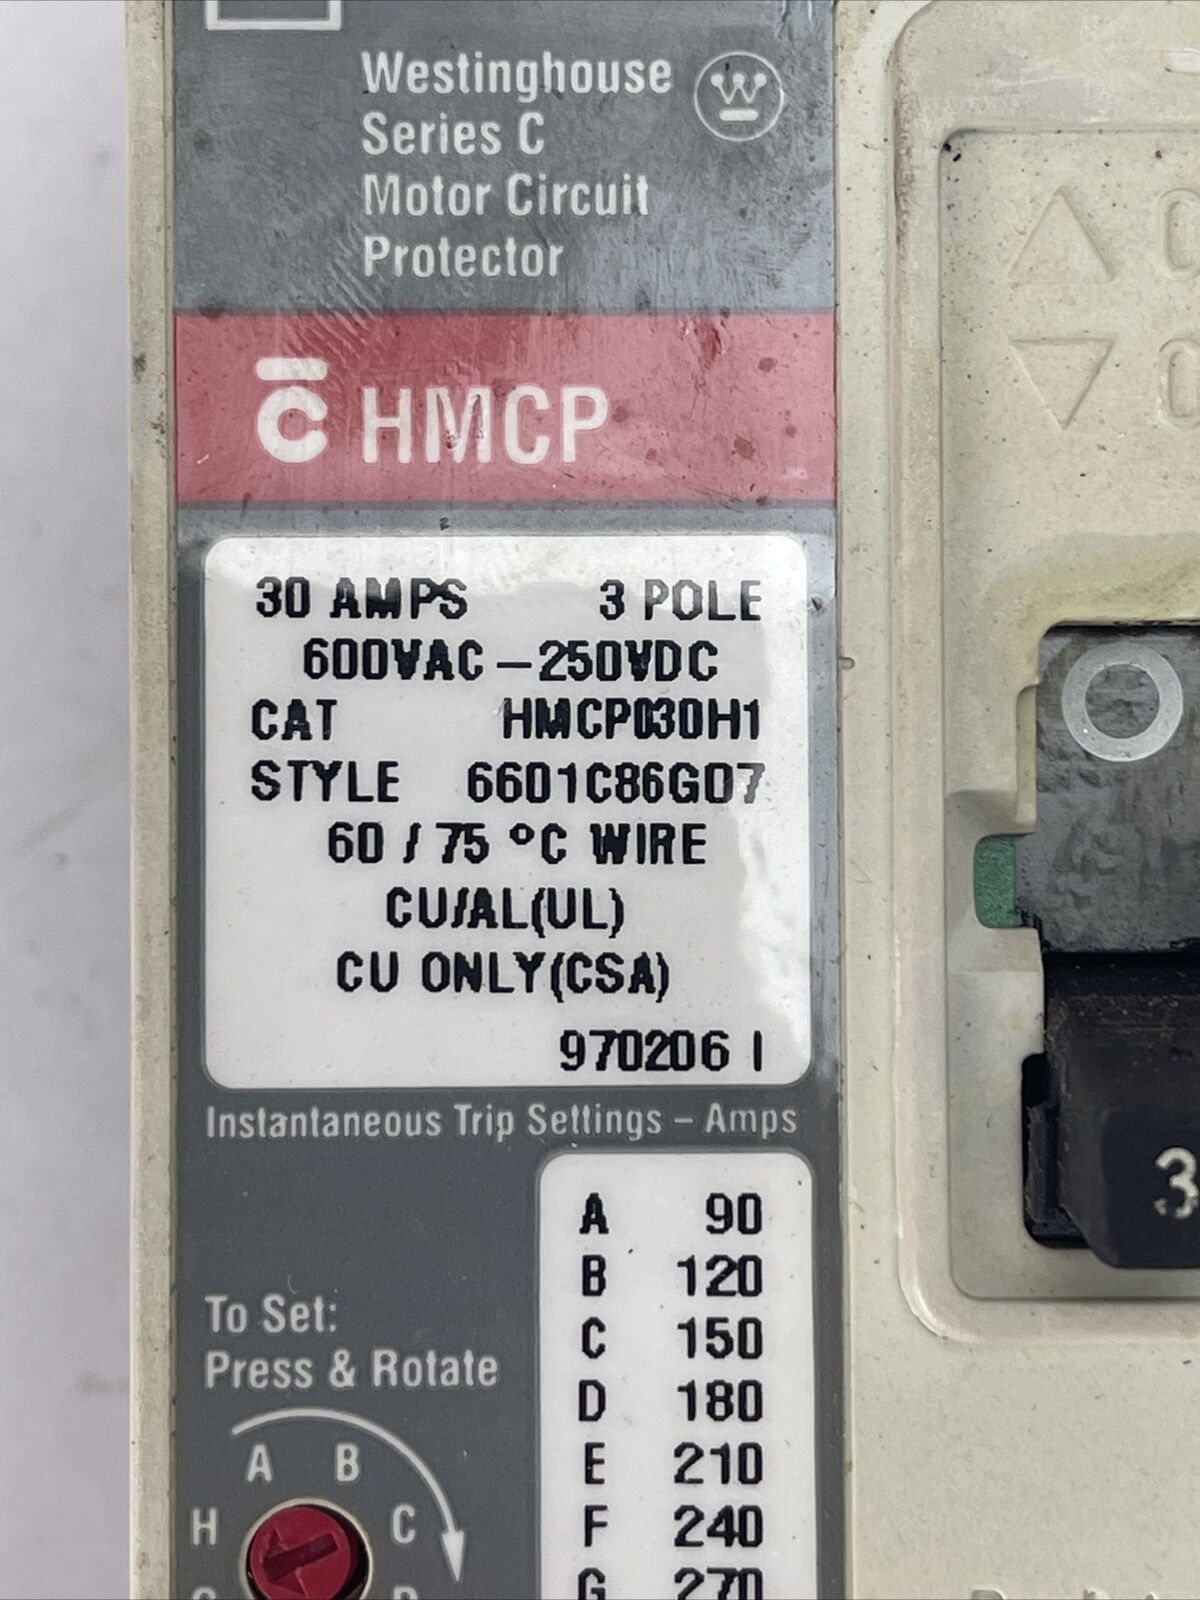 Westinghouse
Series C
Motor Circuit
Protector
C HMCP
30 AMPS 3 POLE
600VAC – 250VDC
CAT HMCP030H1
STYLE 6601C86G07
60 / 75 °C WIRE
CU/AL(UL)
CU ONLY(CSA)
970206 I
Instantaneous Trip Settings – Amps
A 90
B 120
C 150
D 180
E 210
F 240
G 270
To Set:
Press & Rotate
A B
H C
3